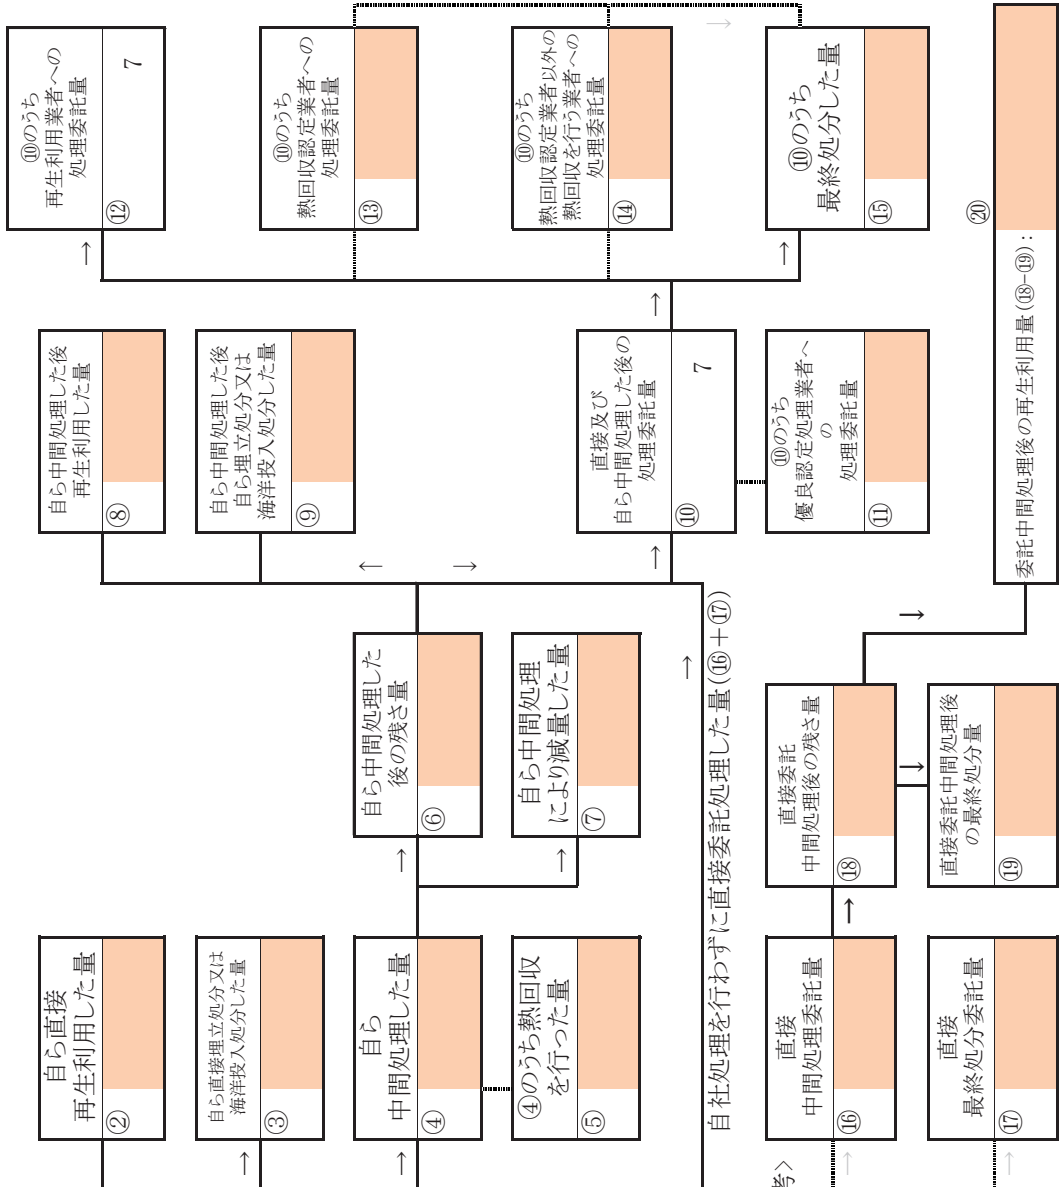 自ら直接
再生利用した量
②
自ら直接埋立処分又は
海洋投入処分した量
③
自ら
中間処理した量
④
④のうち熱回収
を行った量
⑤
自ら中間処理した
後の残さ量
⑥
自ら中間処理
により減量した量
⑦
自ら中間処理した後
再生利用した量
⑧
自ら中間処理した後
自ら埋立処分又は
海洋投入処分した量
⑨
直接及び
自ら中間処理した後の
処理委託量
⑩
7
⑩のうち
優良認定処理業者へ
の
処理委託量
⑪
⑩のうち
再生利用業者への
処理委託量
⑫
7
⑩のうち
熱回収認定業者への
処理委託量
⑬
⑩のうち
熱回収認定業者以外の
熱回収を行う業者への
処理委託量
⑭
⑩のうち
最終処分した量
⑮
自社処理を行わずに直接委託処理した量(⑯+⑰)
考>
直接
中間処理委託量
⑯
直接
最終処分委託量
⑰
直接委託
中間処理後の残さ量
⑱
直接委託中間処理後
の最終処分量
⑲
委託中間処理後の再生利用量(⑱-⑲):
⑳